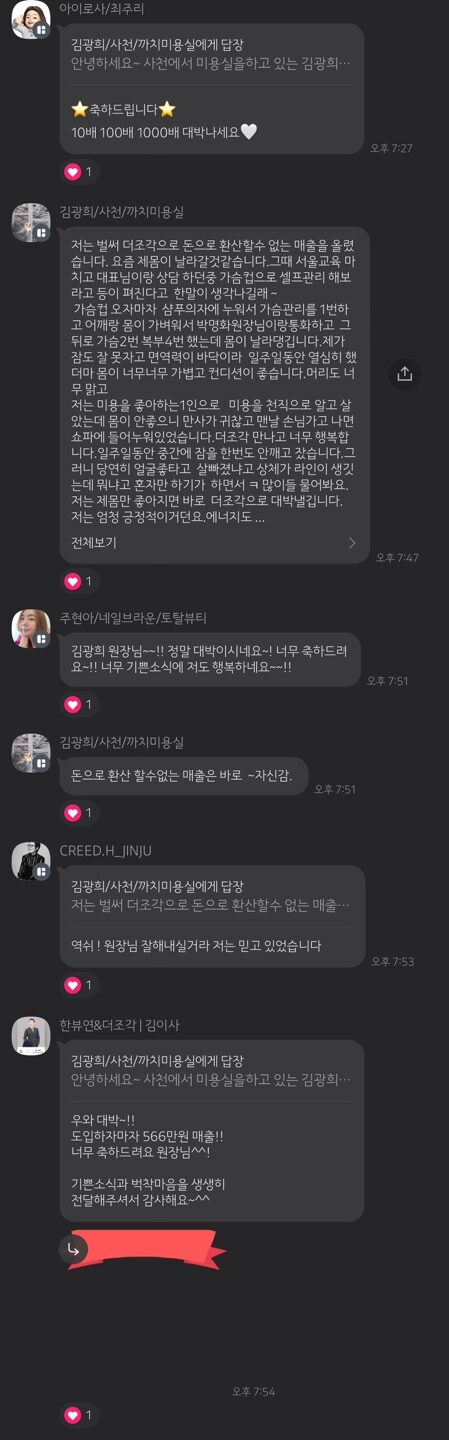 아이로사/최주리
김광희/사천/까치미용실에게 답장
안녕하세요~ 사천에서 미용실을하고 있는 김광희…
⭐축하드립니다⭐
10배 100배 1000배 대박나세요🤍
오후 7:27
1
김광희/사천/까치미용실
저는 벌써 더조각으로 돈으로 환산할수 없는 매출을 올렸
습니다. 요즘 제몸이 날라갈것같습니다.그때 서울교육 마
치고 대표님이랑 상담 하던중 가슴컵으로 셀프관리 해보
라고 등이 펴진다고  한말이 생각나길래 ~
가슴컵 오자마자  샴푸의자에 누워서 가슴관리를 1번하
고 어깨랑 몸이 가벼워서 박명화원장님이랑통화하고  그
뒤로 가슴2번 복부4번 했는데 몸이 날라댕깁니다.제가
잠도 잘 못자고 면역력이 바닥이라  일주일동안 열심히 했
더마 몸이 너무너무 가볍고 컨디션이 좋습니다.머리도 너
무 맑고
저는 미용을 좋아하는1인으로   미용을 천직으로 알고 살
았는데 몸이 안좋으니 만사가 귀찮고 맨날 손님가고 나면
쇼파에 들어누워있었습니다.더조각 만나고 너무 행복합
니다.일주일동안 중간에 잠을 한번도 안깨고 잤습니다.그
러니 당연히 얼굴좋타고  살빠졌냐고 상체가 라인이 생깃
는데 뭐냐고 혼자만 하기가  하면서 ㅋ 많이들 물어봐요.
저는 제몸만 좋아지면 바로  더조각으로 대박낼깁니다.
저는 엄청 긍정적이거던요.에너지도 ...
전체보기
오후 7:47
1
주현아/네일브라운/토탈뷰티
김광희 원장님~~!! 정말 대박이시네요~! 너무 축하드려
요~!! 너무 기쁜소식에 저도 행복하네요~~!!
오후 7:51
1
김광희/사천/까치미용실
돈으로 환산 할수없는 매출은 바로  ~자신감.
오후 7:51
1
CREED.H_JINJU
김광희/사천/까치미용실에게 답장
저는 벌써 더조각으로 돈으로 환산할수 없는 매출…
역쉬 ! 원장님 잘해내실거라 저는 믿고 있었습니다
오후 7:53
1
한뷰연&더조각 | 김이사
김광희/사천/까치미용실에게 답장
안녕하세요~ 사천에서 미용실을하고 있는 김광희…
우와 대박~!!
도입하자마자 566만원 매출!!
너무 축하드려요 원장님^^!
기쁜소식과 벅착마음을 생생히
전달해주셔서 감사해요~^^
오후 7:54
1